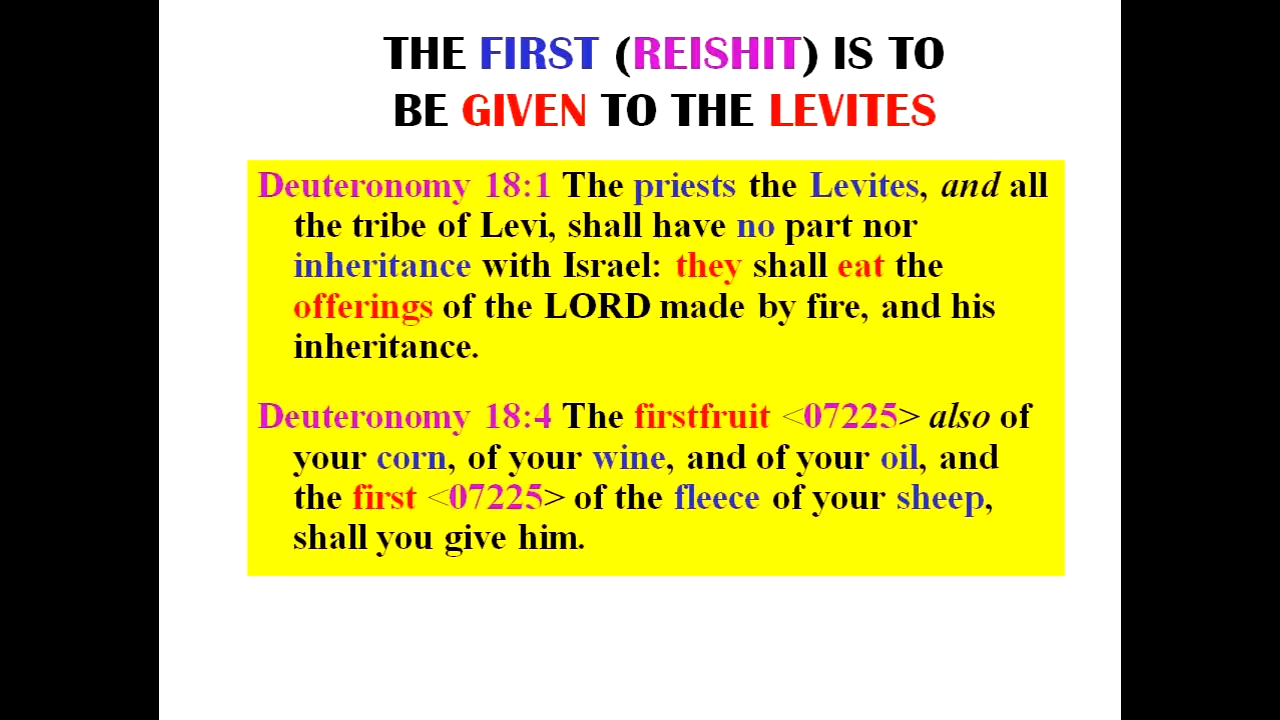 THE FIRST (REISHIT) IS TO
BE GIVEN TO THE LEVITES
Deuteronomy 18:1 The priests the Levites, and all
the tribe of Levi, shall have no part nor
inheritance with Israel: they shall eat the
offerings of the LORD made by fire, and his
inheritance.
Deuteronomy 18:4 The firstfruit <07225> also of
your corn, of your wine, and of your oil, and
the first <07225> of the fleece of your sheep,
shall you give him.